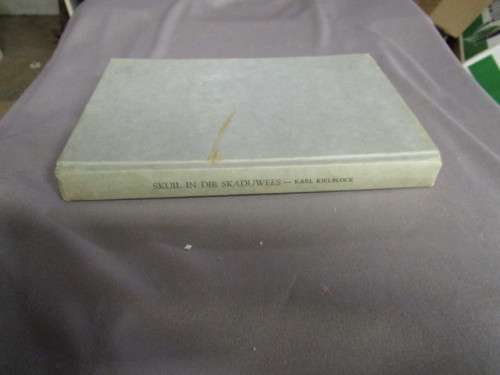 SKUIL IN DIE SKADUWEES — KARL KIELBLOCK